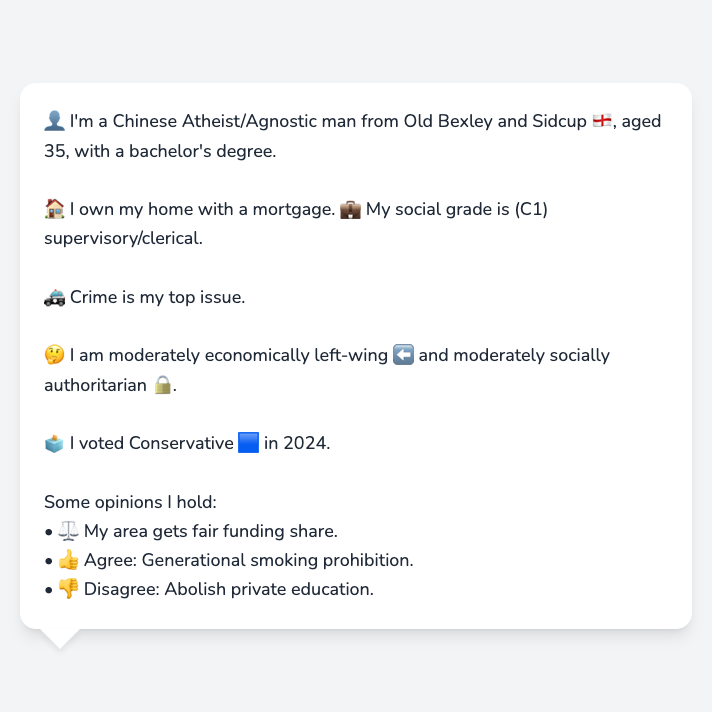 👤 I'm a Chinese Atheist/Agnostic man from Old Bexley and Sidcup 🏴󠁧󠁢󠁥󠁮󠁧󠁿, aged
35, with a bachelor's degree.
🏠 I own my home with a mortgage. 💼 My social grade is (C1)
supervisory/clerical.
🚓 Crime is my top issue.
🤔 I am moderately economically left-wing ⬅️ and moderately socially
authoritarian 🔒.
🗳️ I voted Conservative 🟦 in 2024.
Some opinions I hold:
• ⚖️ My area gets fair funding share.
• 👍 Agree: Generational smoking prohibition.
• 👎 Disagree: Abolish private education.